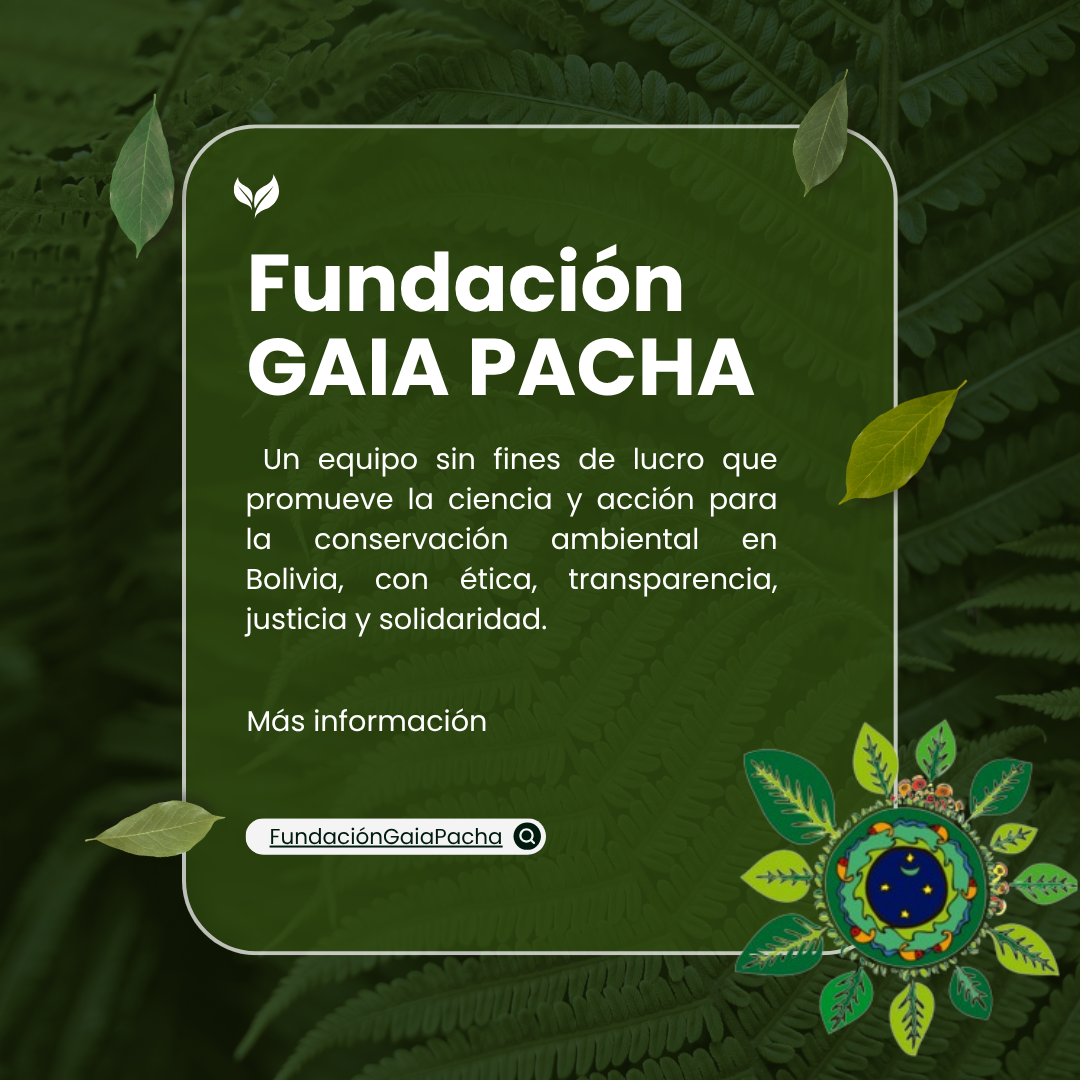 Fundación
GAIA PACHA
Un equipo sin fines de lucro que
promueve la ciencia y acción para
la conservación ambiental en
Bolivia, con ética, transparencia,
justicia y solidaridad.
Más información
FundaciónGaiaPacha